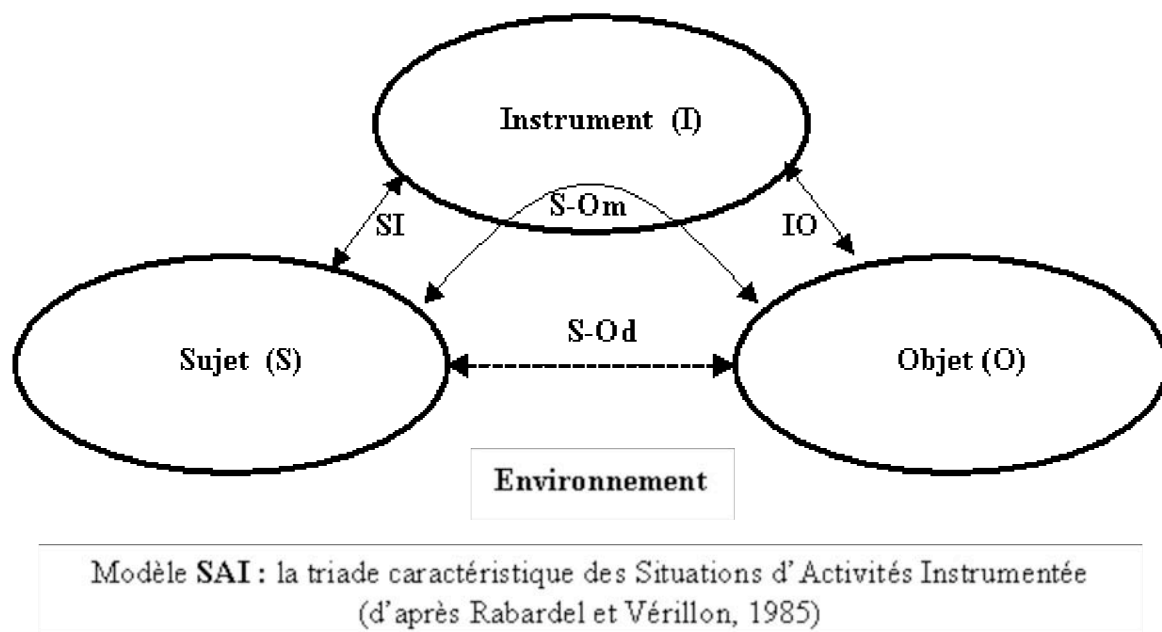 Instrument (I)
S-Om
SI
IO
S-Od
Sujet (S)
Objet (O)
Environnement
Modèle SAI : la triade caractéristique des Situations d'Activités Instrumentée
(d'après Rabardel et Vérillon, 1985)